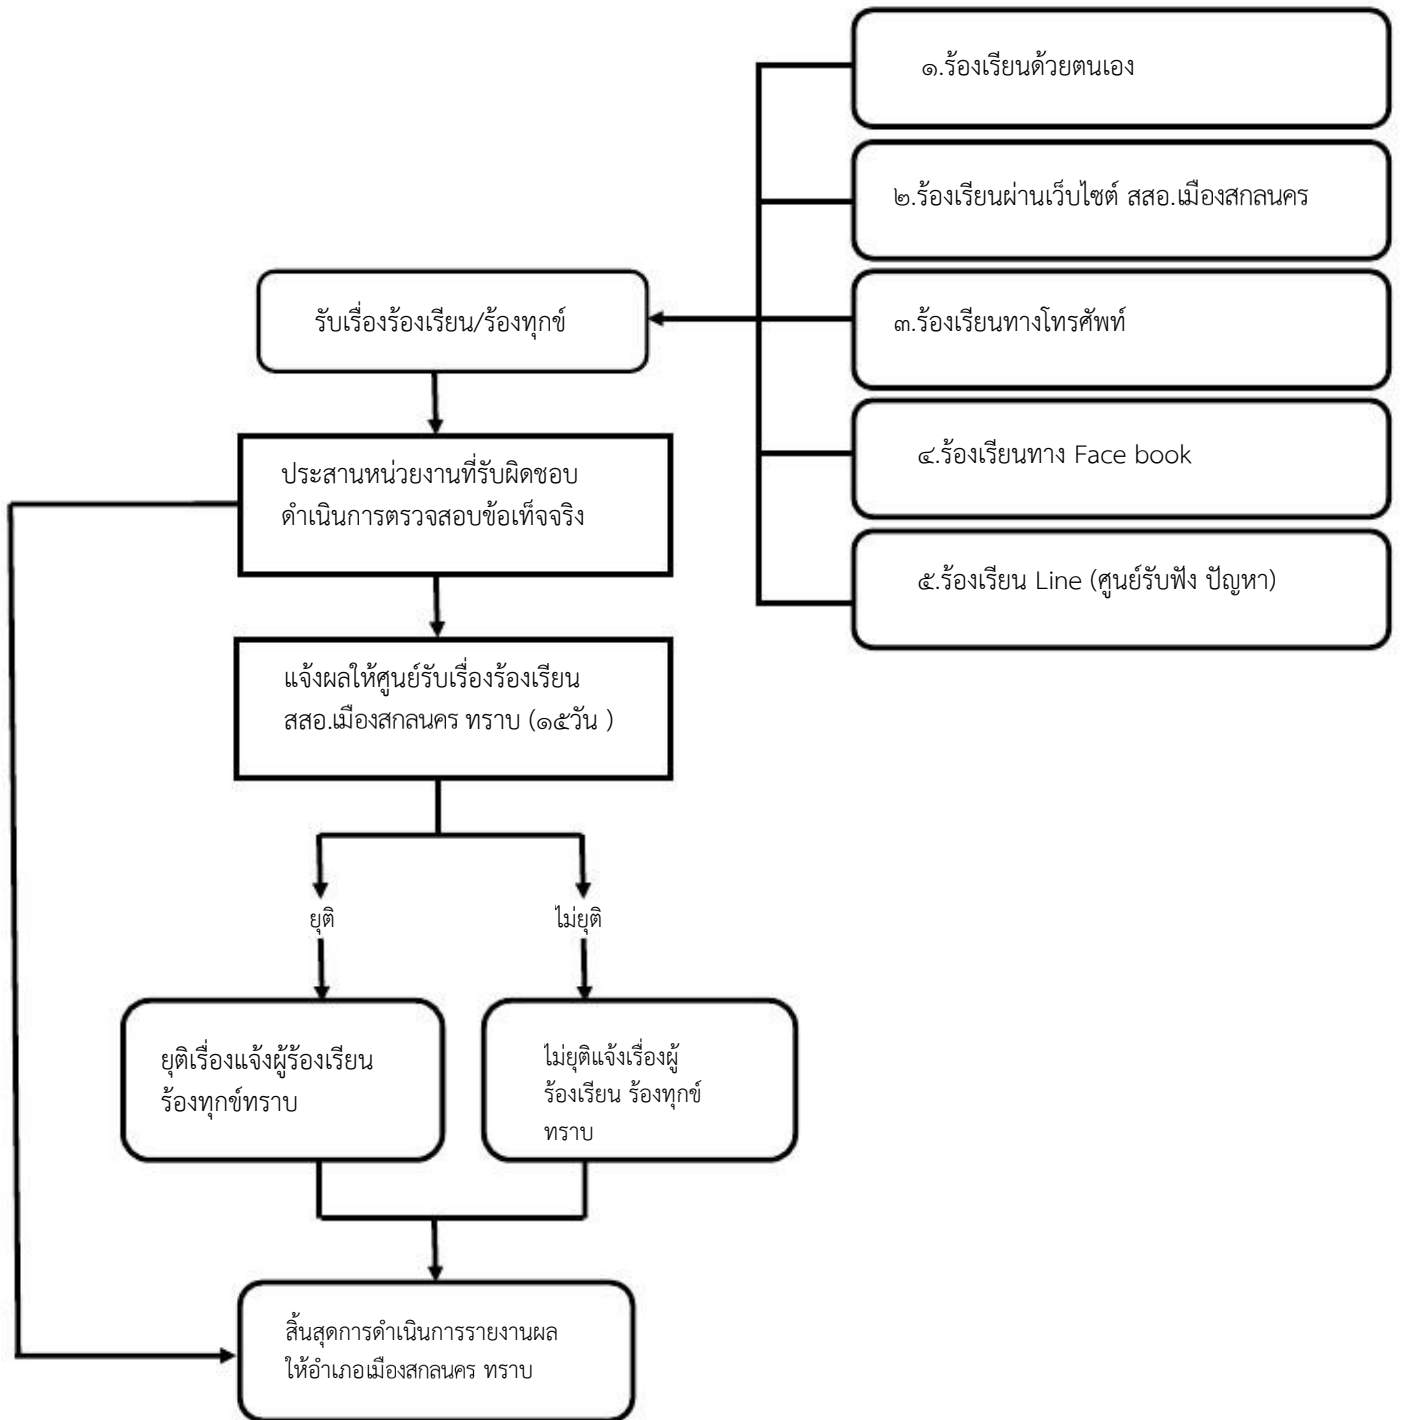 ๑.ร้องเรียนด้วยตนเอง
๒.ร้องเรียนผ่านเว็บไซต์ สสอ.เมืองสกลนคร
๓.ร้องเรียนทางโทรศัพท์
๔.ร้องเรียนทาง Face book
๕.ร้องเรียน Line (ศูนย์รับฟัง ปัญหา)
รับเรื่องร้องเรียน/ร้องทุกข์
ประสานหน่วยงานที่รับผิดชอบ
ดำเนินการตรวจสอบข้อเท็จจริง
แจ้งผลให้ศูนย์รับเรื่องร้องเรียน
สสอ.เมืองสกลนคร ทราบ (๑๕วัน )
ยุติ
ไม่ยุติ
ยุติเรื่องแจ้งผู้ร้องเรียน
ร้องทุกข์ทราบ
ไม่ยุติแจ้งเรื่องผู้
ร้องเรียน ร้องทุกข์
ทราบ
สิ้นสุดการดำเนินการรายงานผล
ให้อำเภอเมืองสกลนคร ทราบ